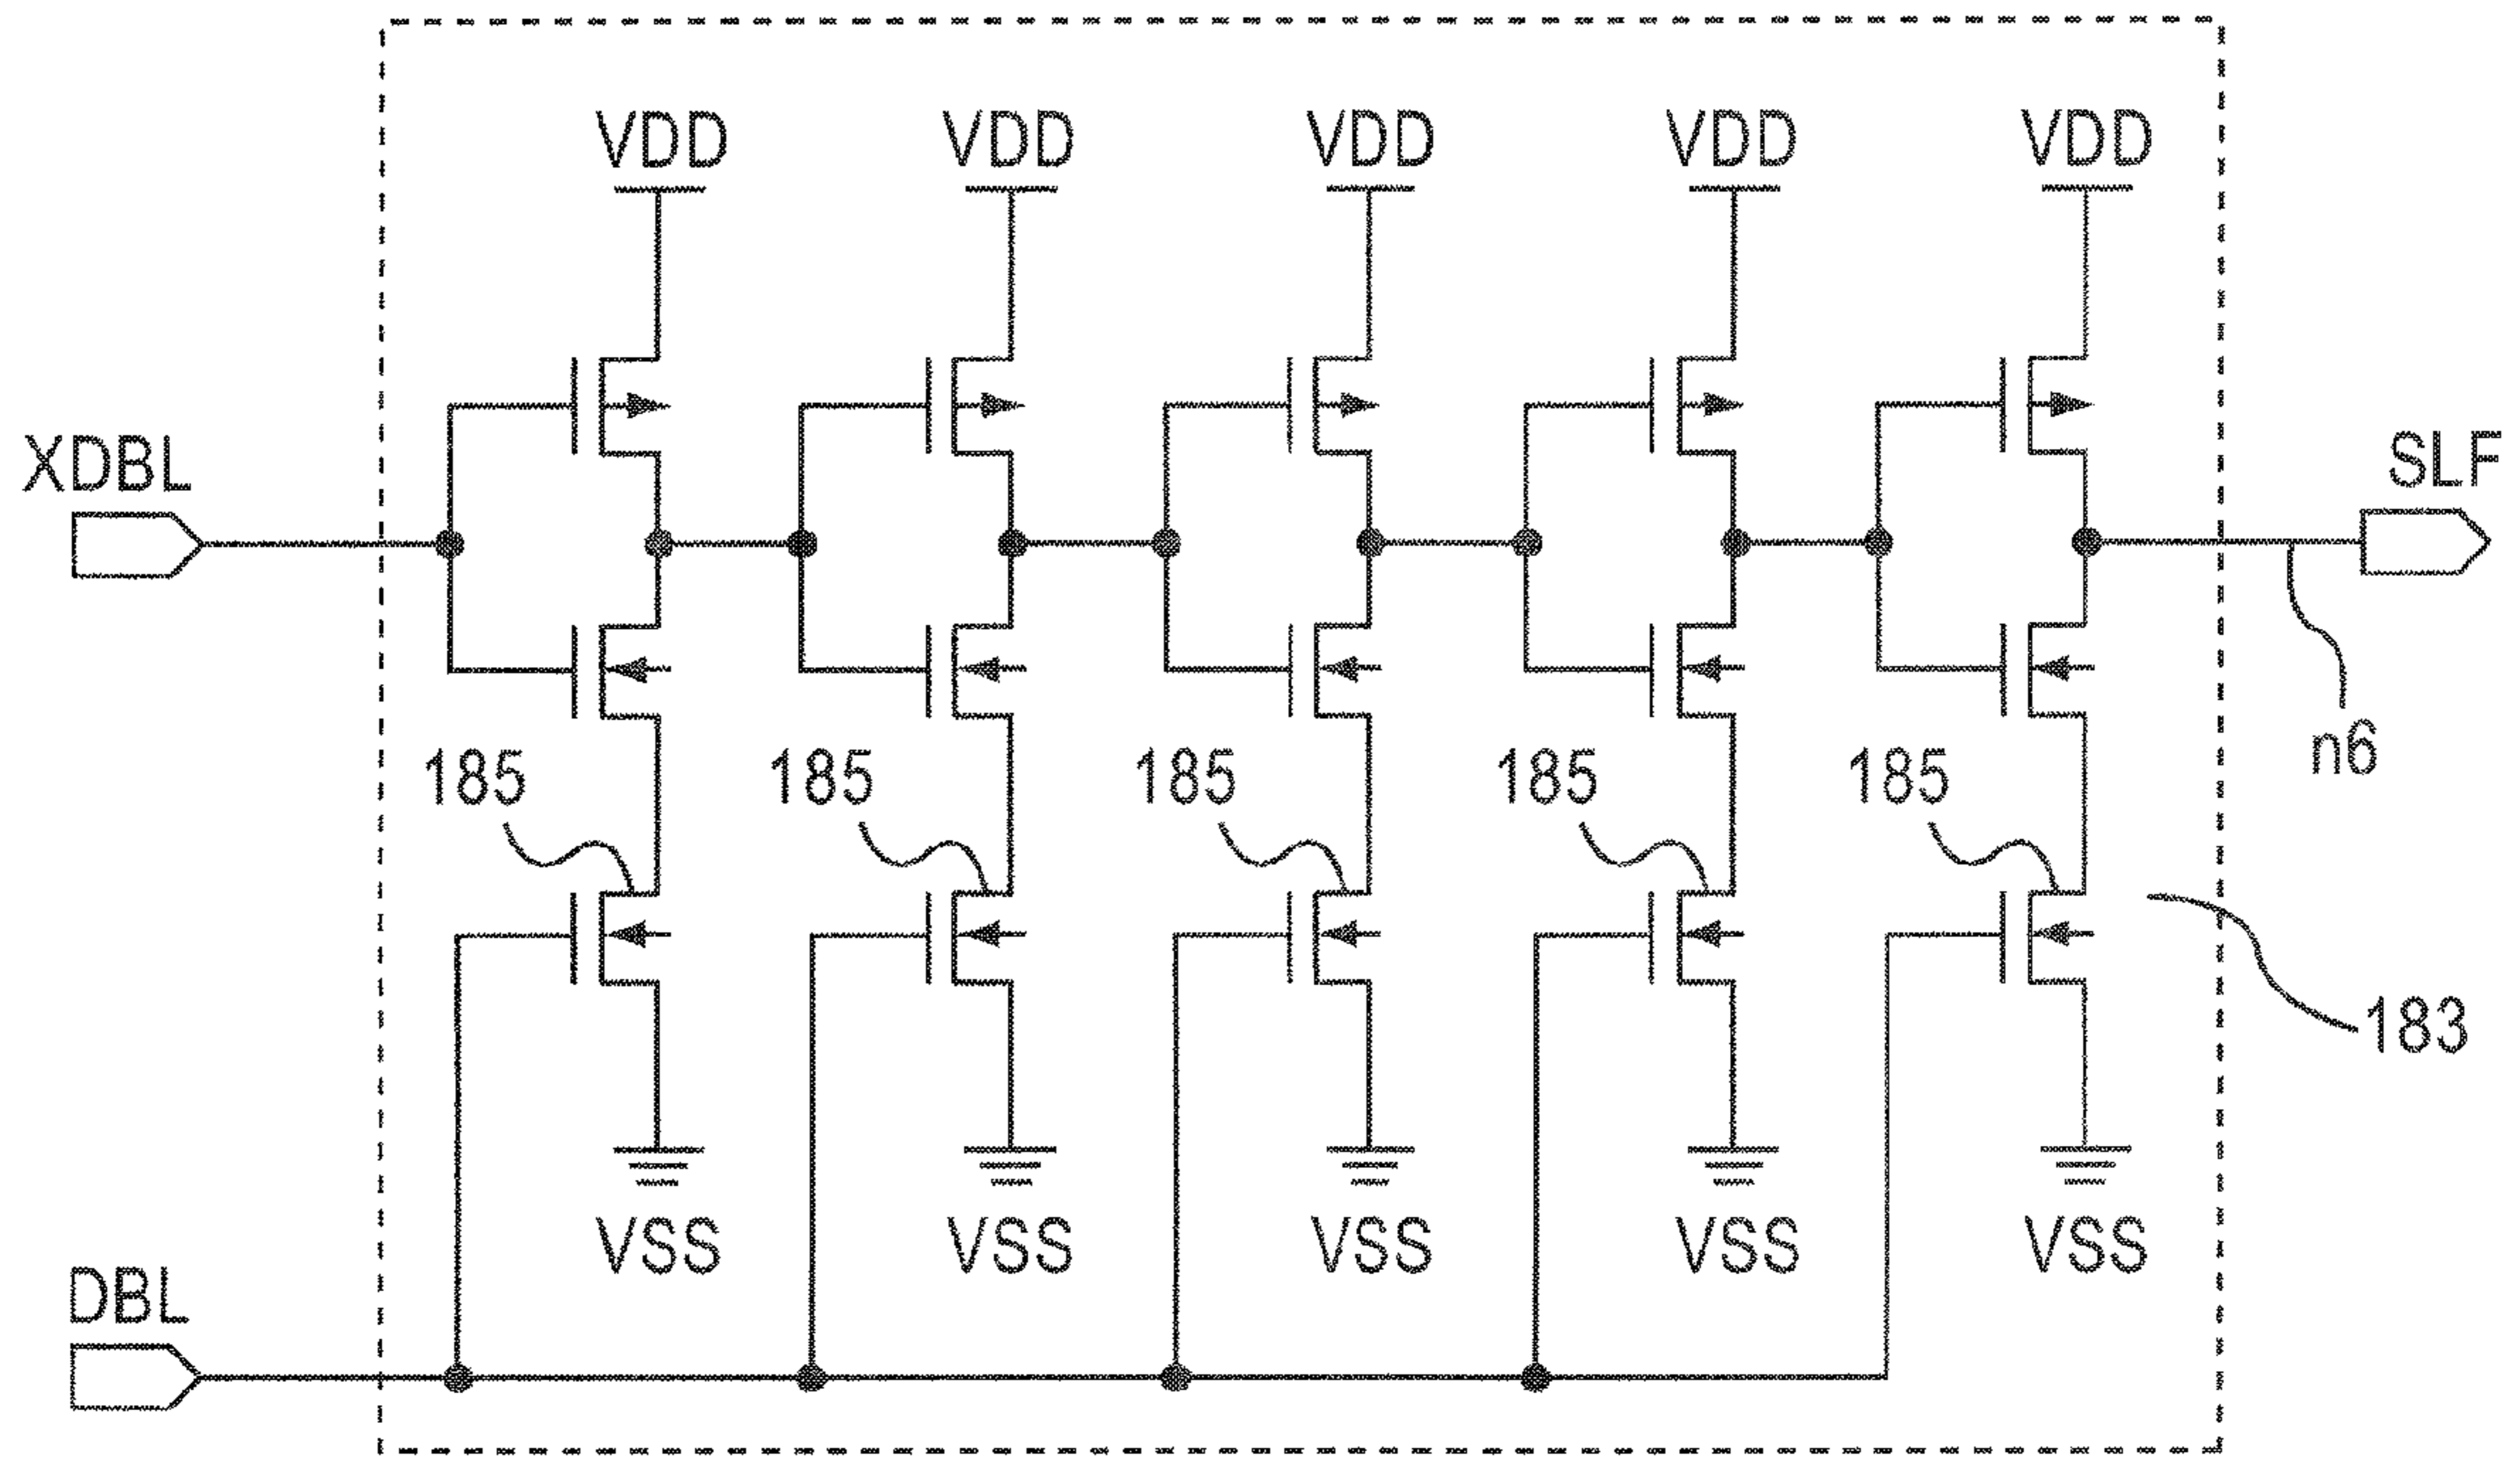 VDD VDD VDD VDD VDD
XDBL
SLF
n6
185 185 185 185 185
183
VSS VSS VSS VSS VSS
DBL